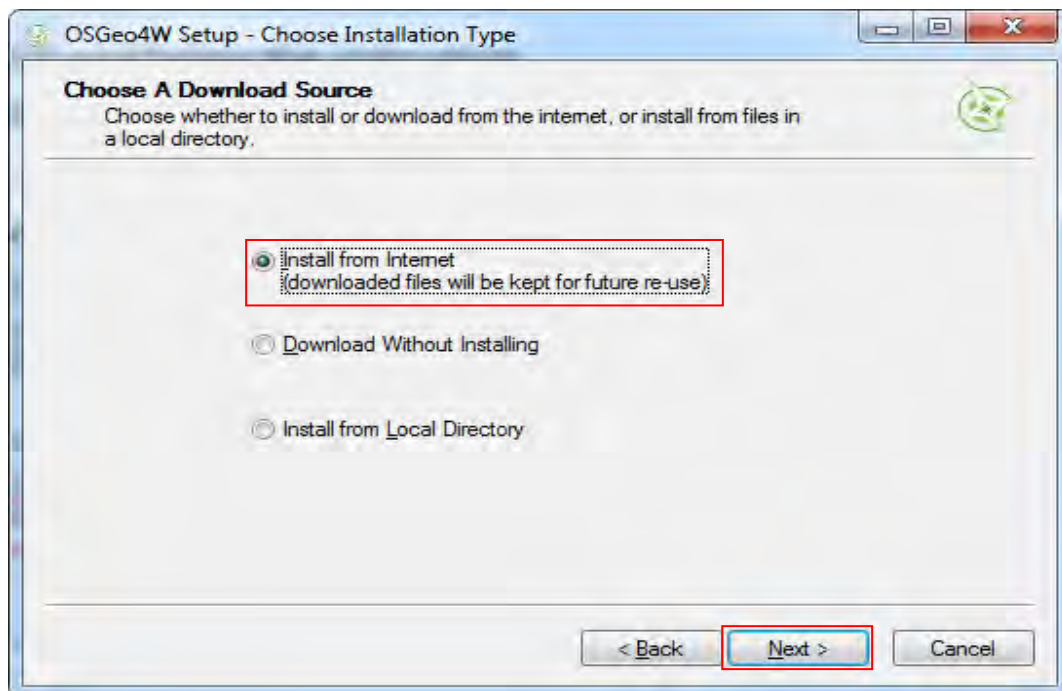 OSGeo4W Setup - Choose Installation Type
Choose A Download Source
Choose whether to install or download from the internet, or install from files in
a local directory.
Install from Internet
(downloaded files will be kept for future re-use)
Download Without Installing
Install from Local Directory
< Back Next > Cancel